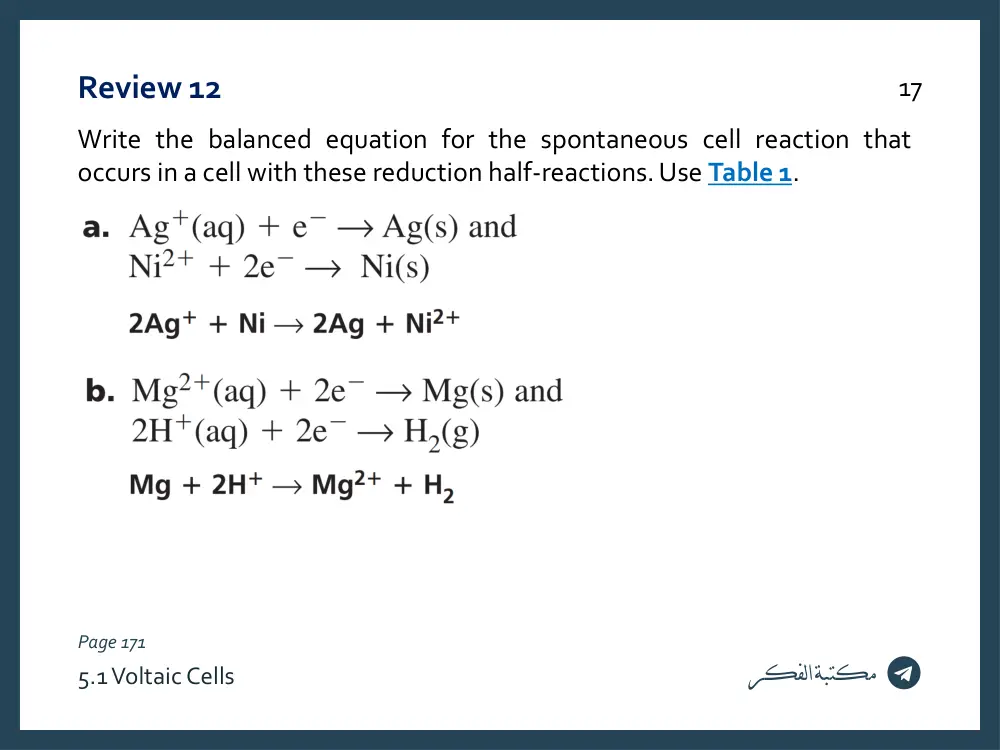 Review 12
17
Write the balanced equation for the spontaneous cell reaction that
occurs in a cell with these reduction half-reactions. Use Table 1.
a. Ag⁺(aq) + e⁻ → Ag(s) and
Ni²⁺ + 2e⁻ → Ni(s)
2Ag⁺ + Ni → 2Ag + Ni²⁺
b. Mg²⁺(aq) + 2e⁻ → Mg(s) and
2H⁺(aq) + 2e⁻ → H₂(g)
Mg + 2H⁺ → Mg²⁺ + H₂
Page 171
5.1 Voltaic Cells
مكتبة الفكر